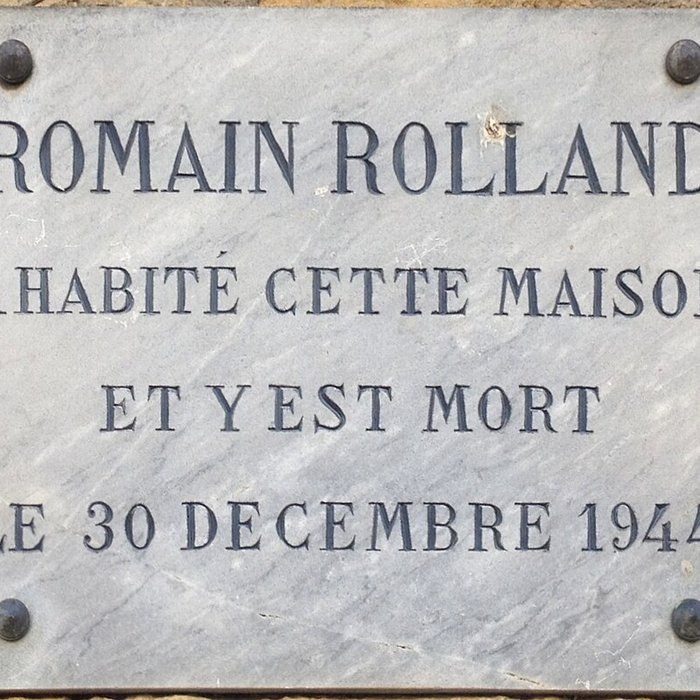 ROMAIN ROLLAND
A HABITÉ CETTE MAISON
ET Y EST MORT
LE 30 DECEMBRE 1944